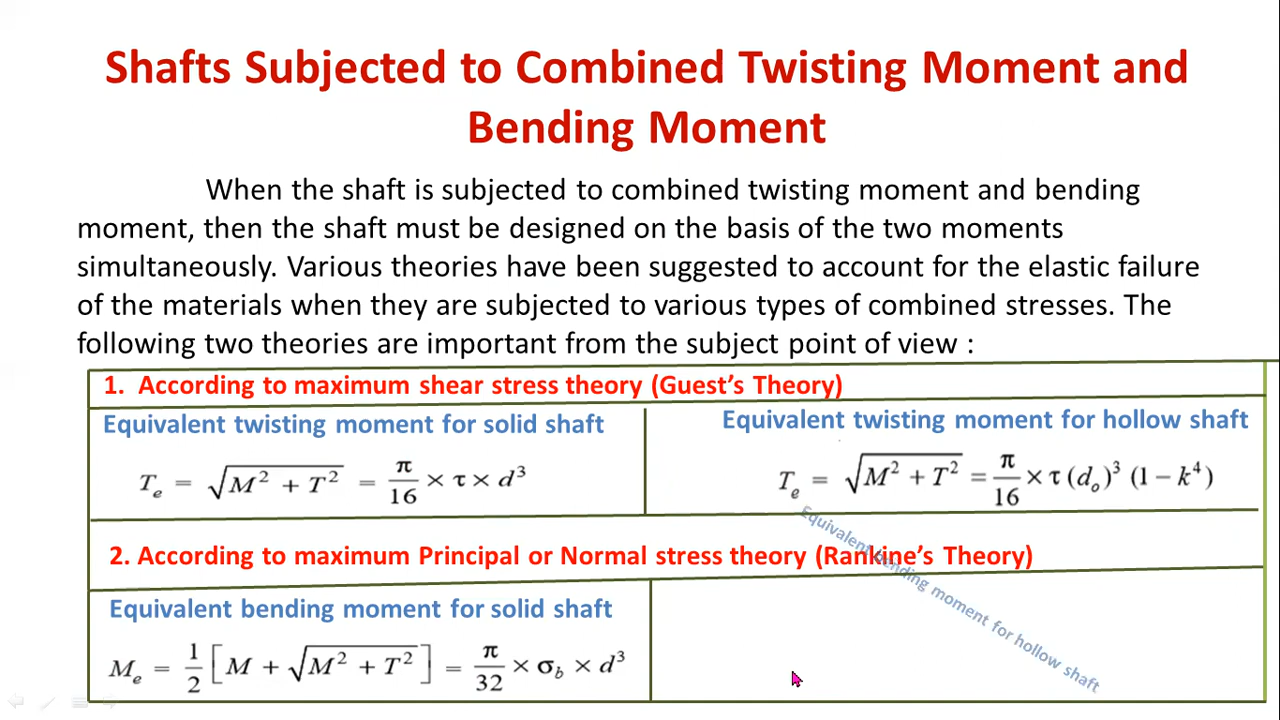 Shafts Subjected to Combined Twisting Moment and
Bending Moment
When the shaft is subjected to combined twisting moment and bending
moment, then the shaft must be designed on the basis of the two moments
simultaneously. Various theories have been suggested to account for the elastic failure
of the materials when they are subjected to various types of combined stresses. The
following two theories are important from the subject point of view :
1. According to maximum shear stress theory (Guest's Theory)
Equivalent twisting moment for solid shaft
Tₑ = √(M² + T²) = π/16 × τ × d³
Equivalent twisting moment for hollow shaft
Tₑ = √(M² + T²) = π/16 × τ (dₒ)³ (1 − k⁴)
2. According to maximum Principal or Normal stress theory (Rankine's Theory)
Equivalent bending moment for solid shaft
Mₑ = 1/2 [M + √(M² + T²)] = π/32 × σ_b × d³
Equivalent bending moment for hollow shaft